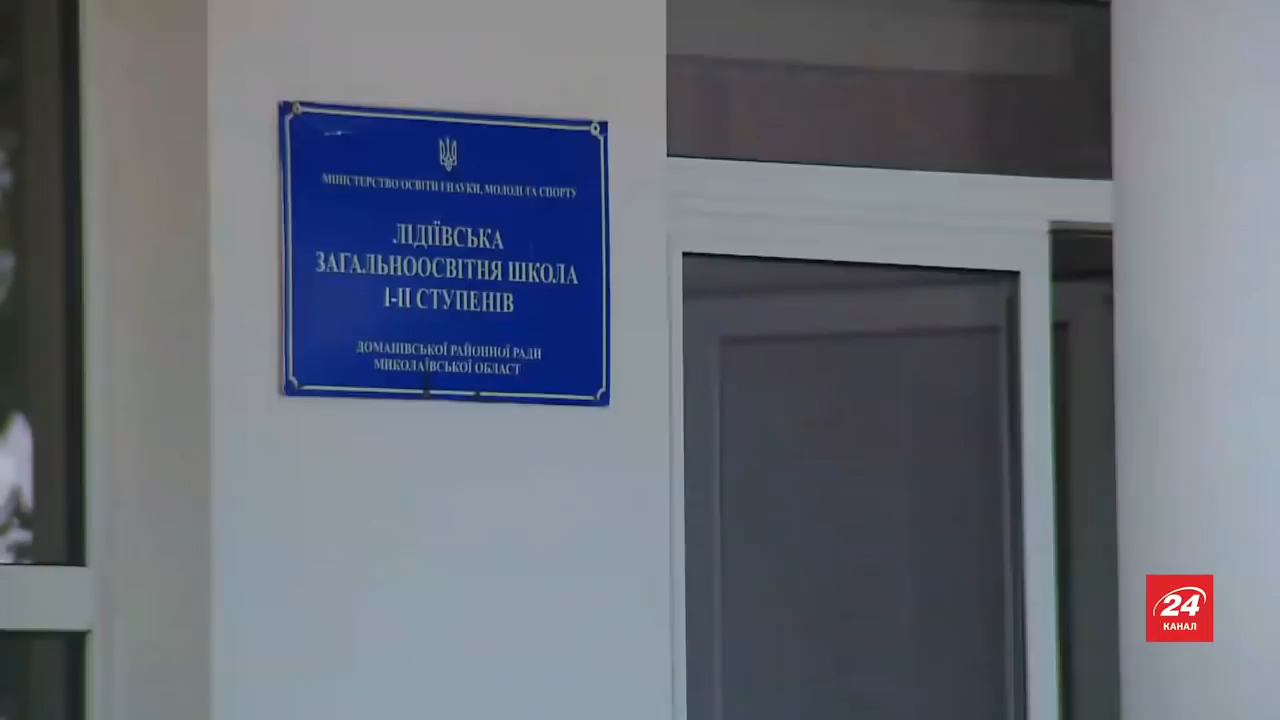 МІНІСТЕРСТВО ОСВІТИ І НАУКИ, МОЛОДІ ТА СПОРТУ
ЛІДІЇВСЬКА
ЗАГАЛЬНООСВІТНЯ ШКОЛА
І-ІІ СТУПЕНІВ
ДОМАНІВСЬКОЇ РАЙОННОЇ РАДИ
МИКОЛАЇВСЬКОЇ ОБЛАСТ
24
КАНАЛ